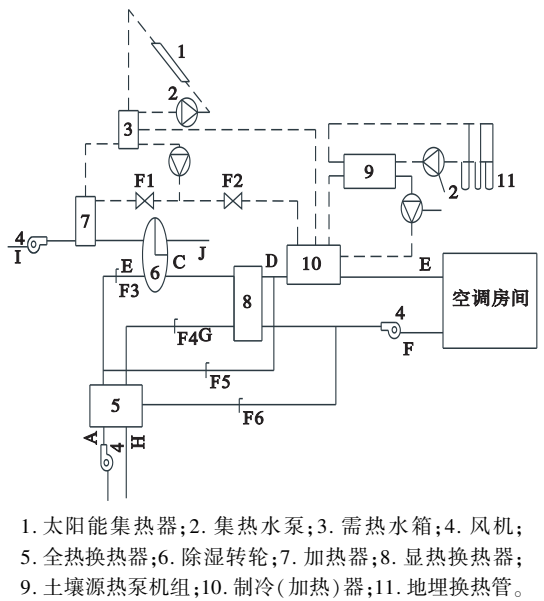 1
2
3
F1
F2
9
2
11
7
4
I
J
E
6
C
D
10
E
F3
8
空调房间
4
F4
G
F
F5
5
F6
A
4
H
1.太阳能集热器;2.集热水泵;3.需热水箱;4.风机;
5.全热换热器;6.除湿转轮;7.加热器;8.显热换热器;
9.土壤源热泵机组;10.制冷(加热)器;11.地埋换热管。